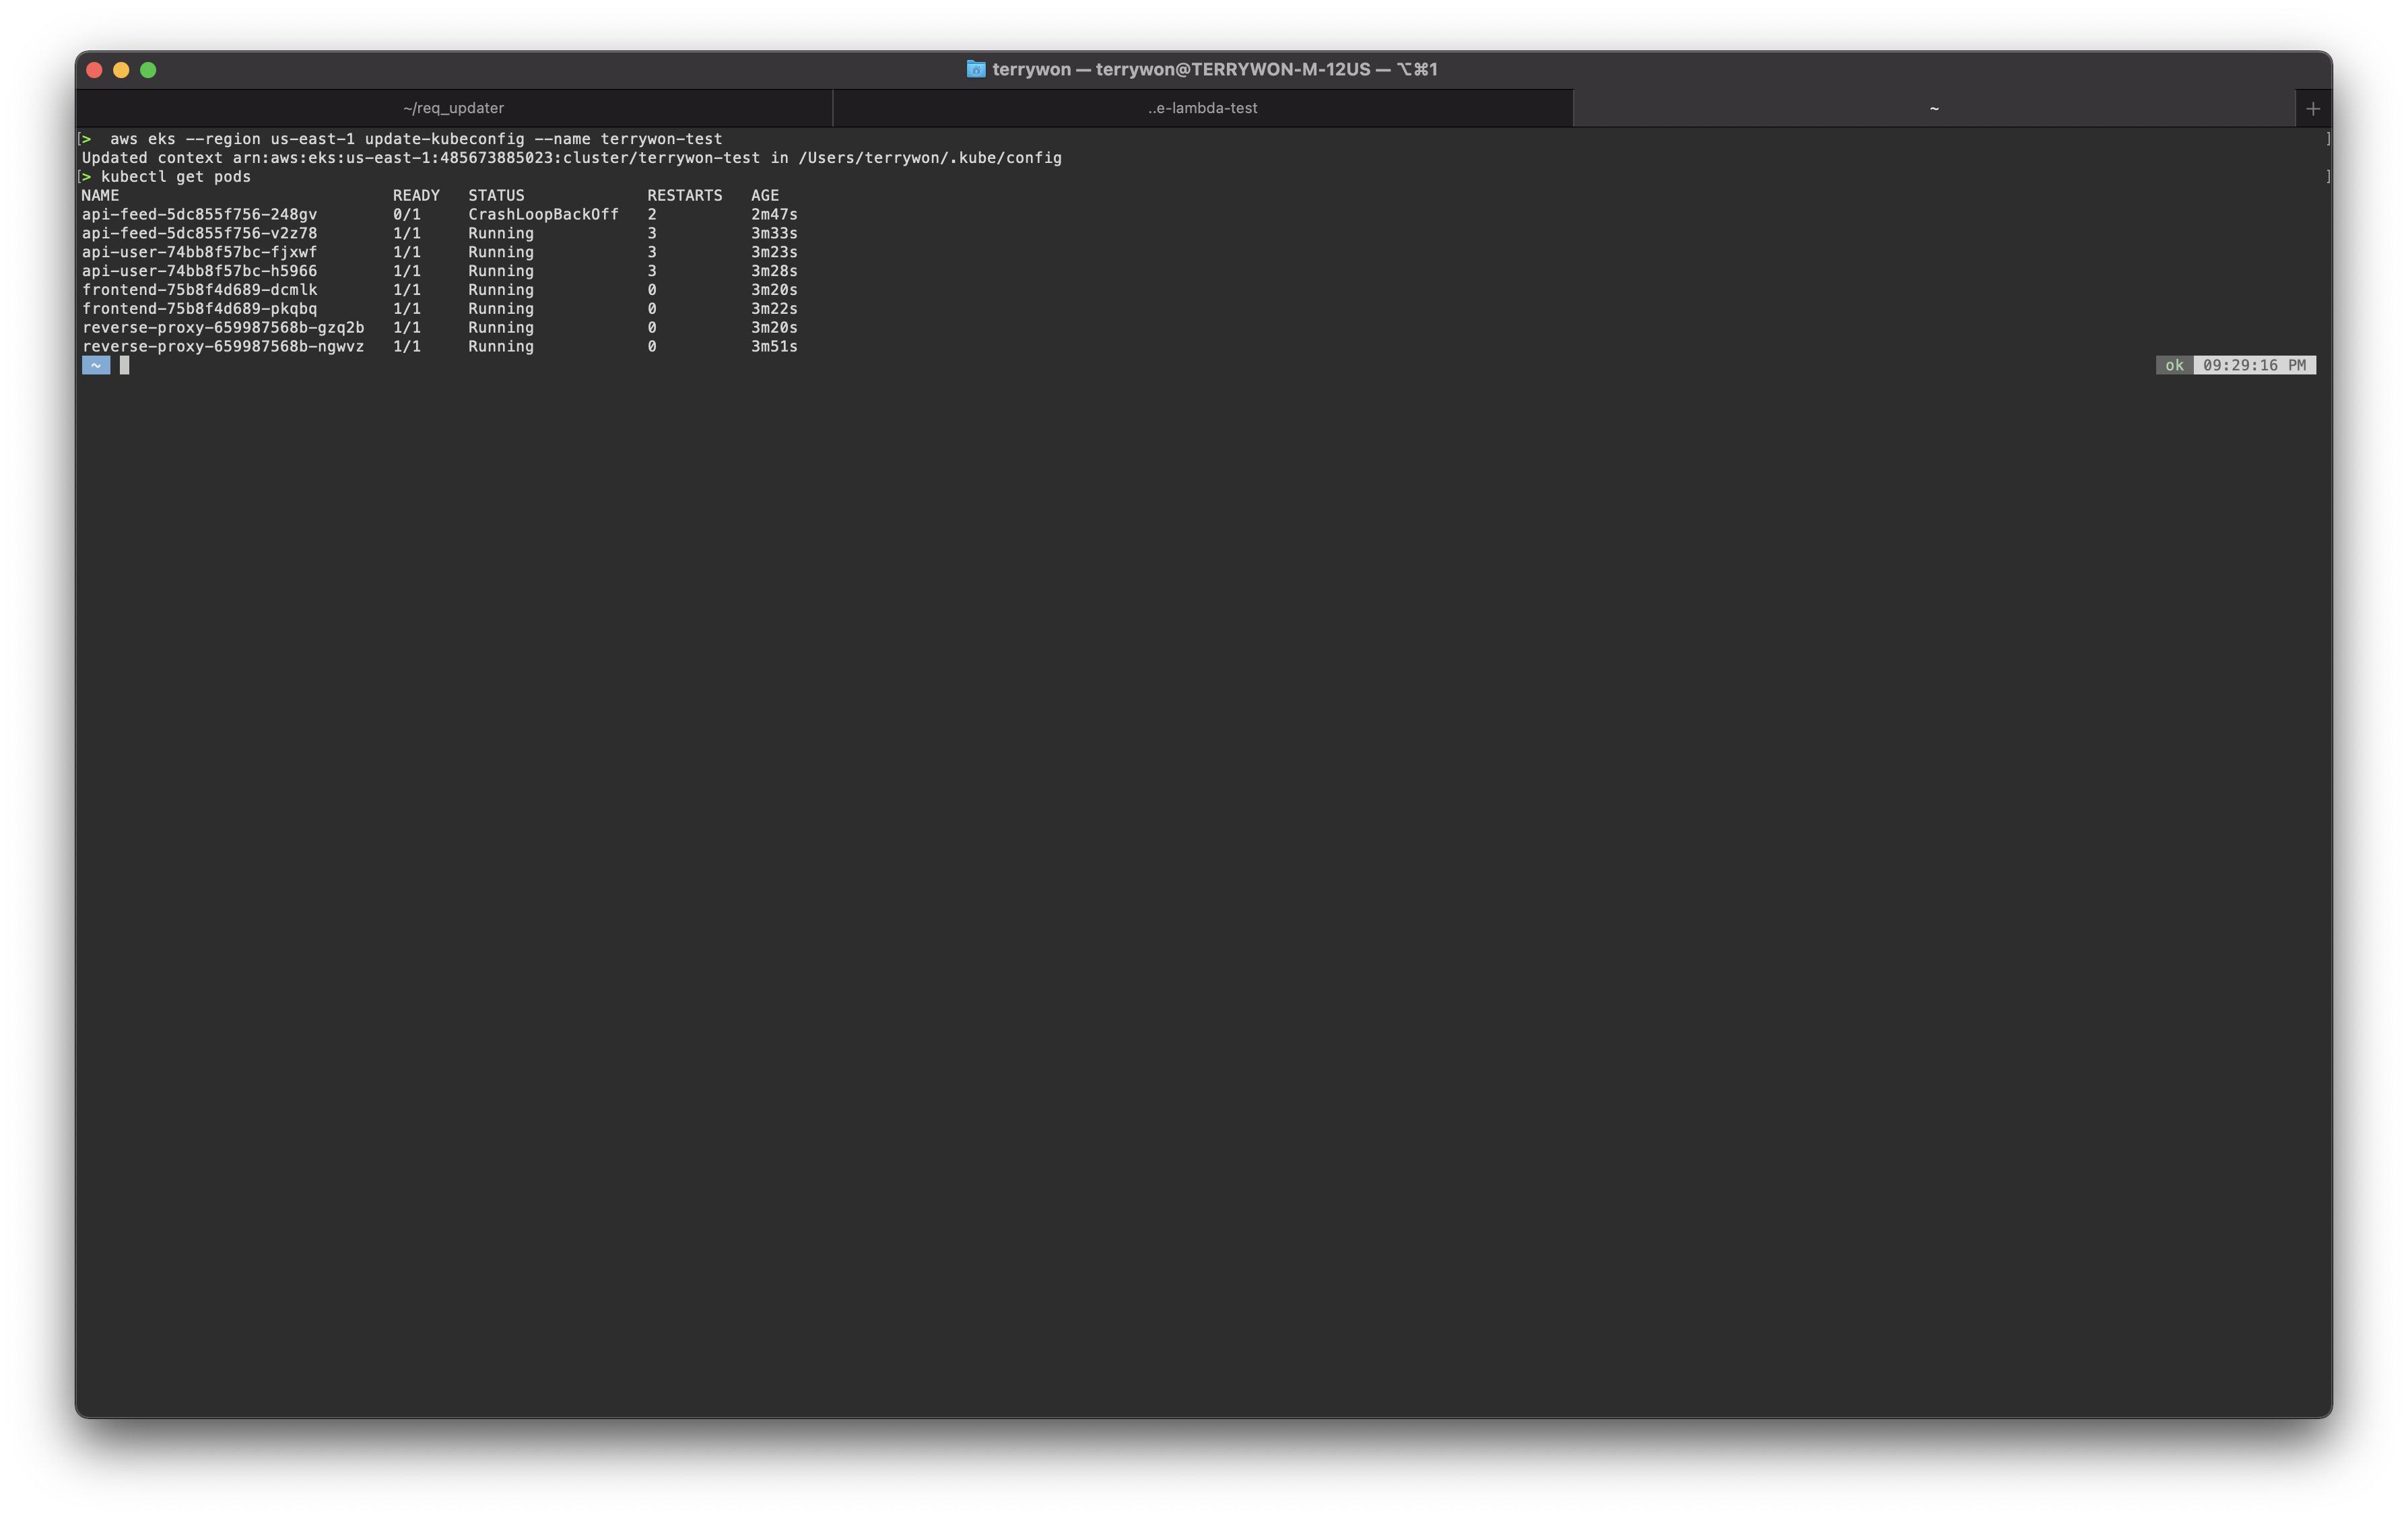 terrywon — terrywon@TERRYWON-M-12US — ⌥⌘1
~/req_updater ..e-lambda-test ~ +
[> aws eks --region us-east-1 update-kubeconfig --name terrywon-test ]
Updated context arn:aws:eks:us-east-1:485673885023:cluster/terrywon-test in /Users/terrywon/.kube/config
[> kubectl get pods ]
NAME READY STATUS RESTARTS AGE
api-feed-5dc855f756-248gv 0/1 CrashLoopBackOff 2 2m47s
api-feed-5dc855f756-v2z78 1/1 Running 3 3m33s
api-user-74bb8f57bc-fjxwf 1/1 Running 3 3m23s
api-user-74bb8f57bc-h5966 1/1 Running 3 3m28s
frontend-75b8f4d689-dcmlk 1/1 Running 0 3m20s
frontend-75b8f4d689-pkqbq 1/1 Running 0 3m22s
reverse-proxy-659987568b-gzq2b 1/1 Running 0 3m20s
reverse-proxy-659987568b-ngwvz 1/1 Running 0 3m51s
~ ok 09:29:16 PM